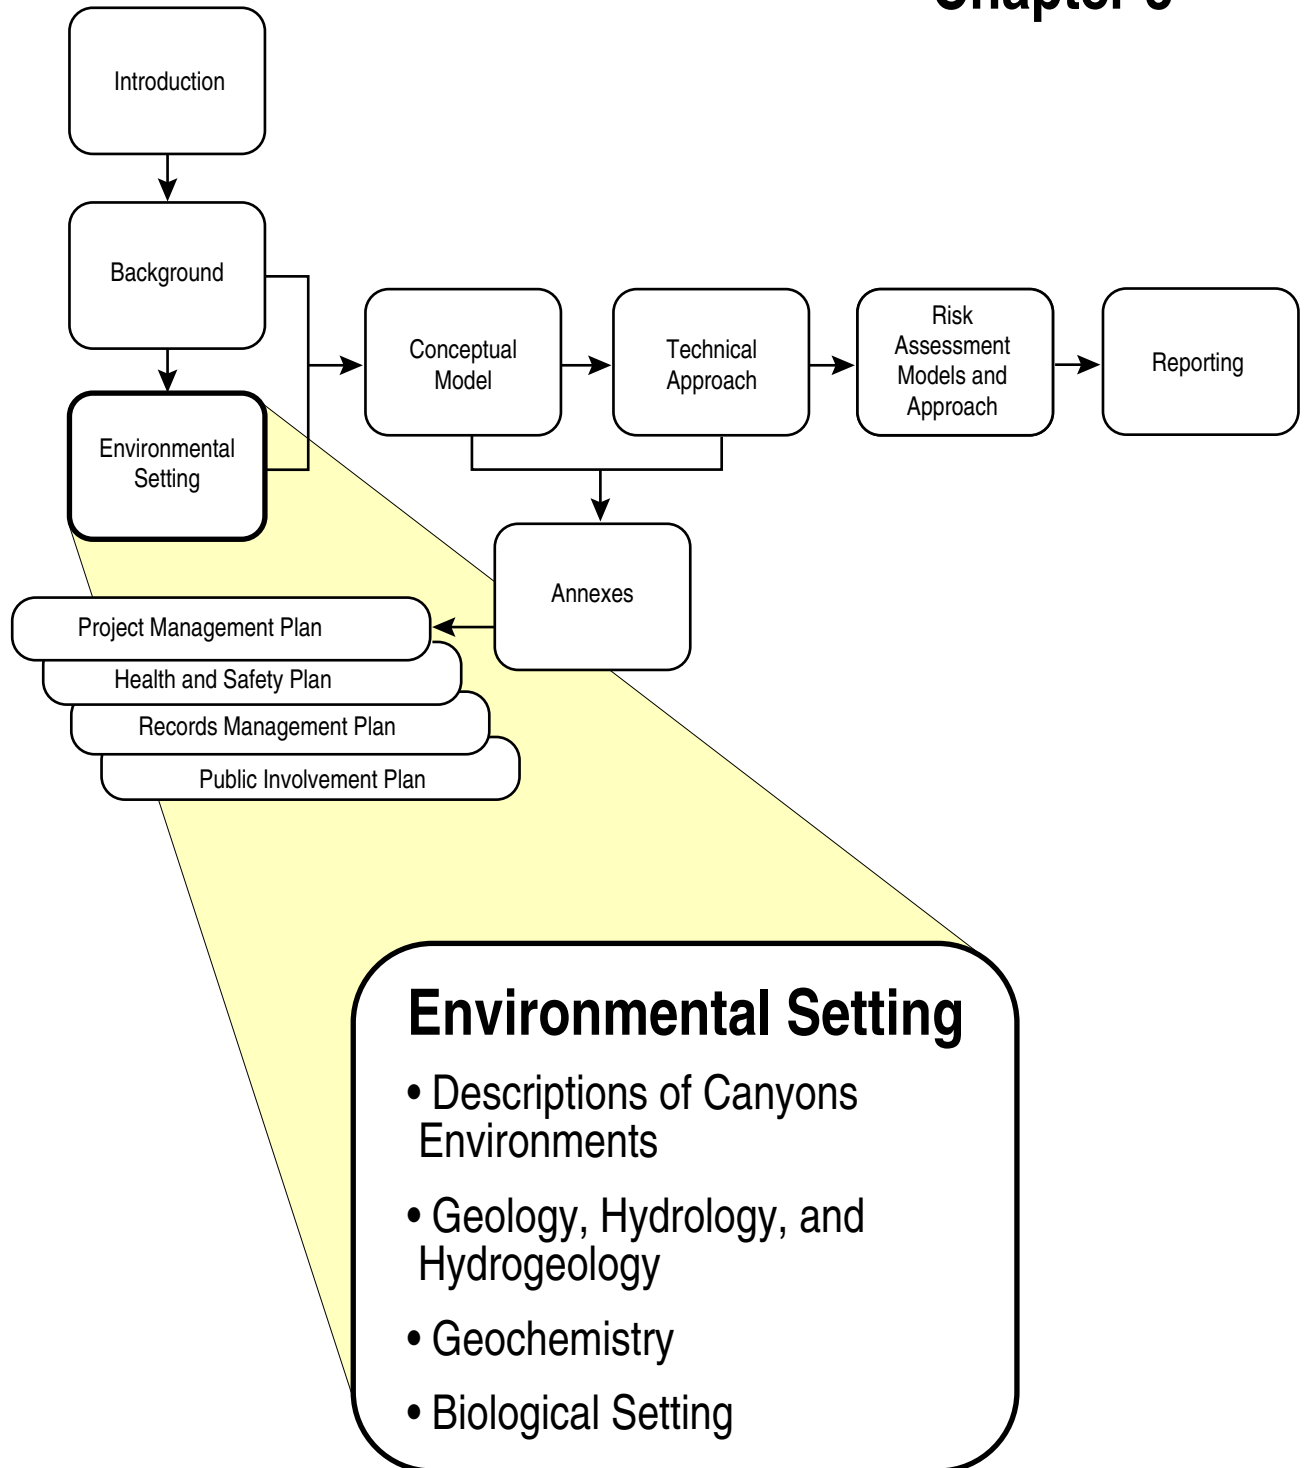 Introduction
Background
Environmental
Setting
Conceptual
Model
Technical
Approach
Risk
Assessment
Models and
Approach
Reporting
Annexes
Project Management Plan
Health and Safety Plan
Records Management Plan
Public Involvement Plan
Environmental Setting
• Descriptions of Canyons
Environments
• Geology, Hydrology, and
Hydrogeology
• Geochemistry
• Biological Setting